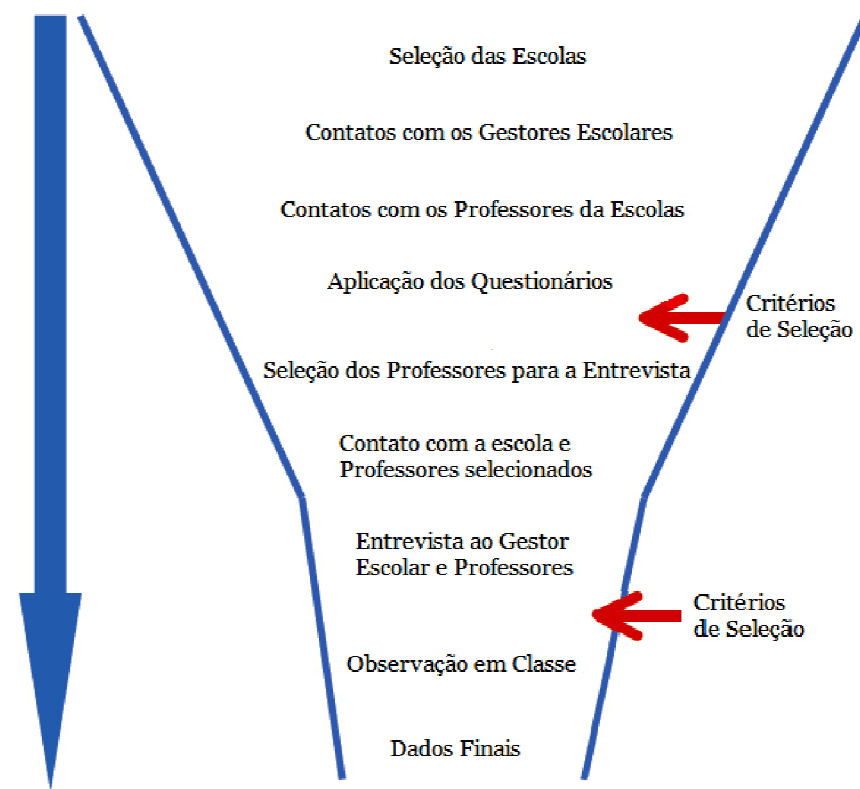 Seleção das Escolas
Contatos com os Gestores Escolares
Contatos com os Professores da Escolas
Aplicação dos Questionários
Critérios
de Seleção
Seleção dos Professores para a Entrevista
Contato com a escola e
Professores selecionados
Entrevista ao Gestor
Escolar e Professores
Critérios
de Seleção
Observação em Classe
Dados Finais